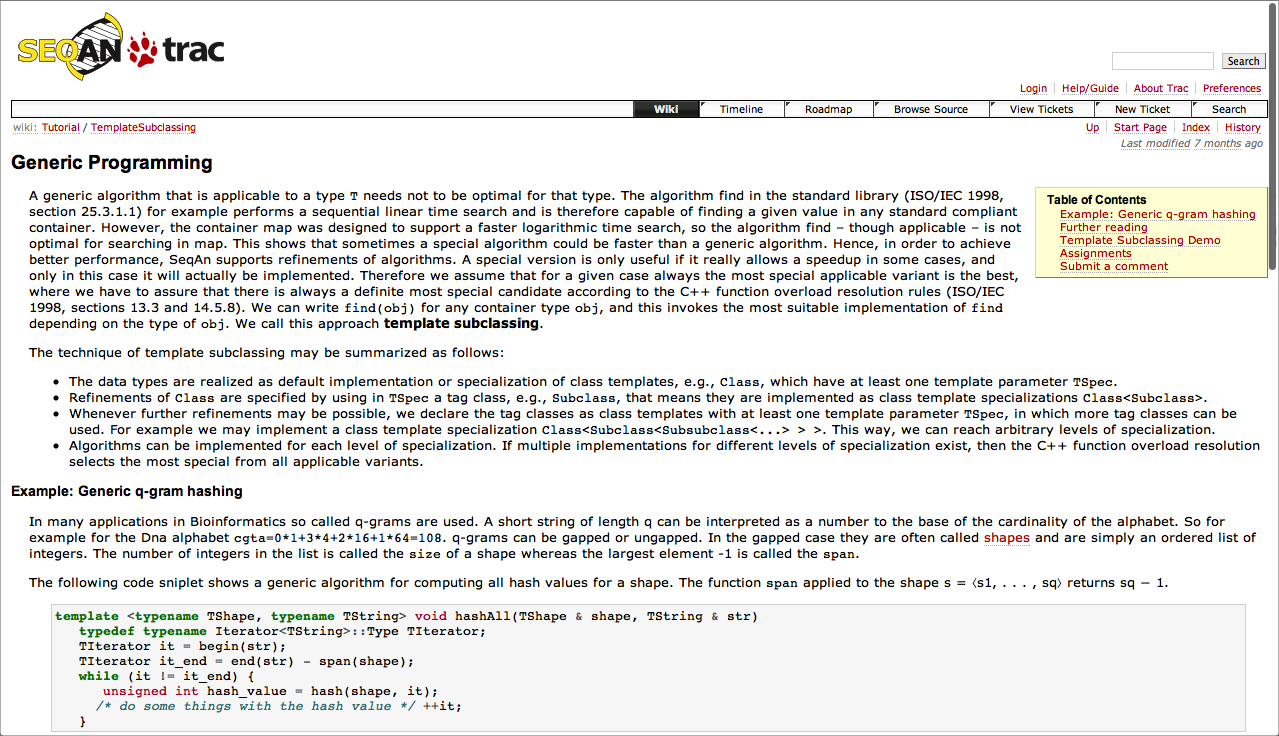 SEQAN trac
Search
Login Help/Guide About Trac Preferences
Wiki Timeline Roadmap Browse Source View Tickets New Ticket Search
wiki: Tutorial / TemplateSubclassing
Up Start Page Index History
Last modified 7 months ago
Generic Programming
A generic algorithm that is applicable to a type T needs not to be optimal for that type. The algorithm find in the standard library (ISO/IEC 1998,
section 25.3.1.1) for example performs a sequential linear time search and is therefore capable of finding a given value in any standard compliant
container. However, the container map was designed to support a faster logarithmic time search, so the algorithm find – though applicable – is not
optimal for searching in map. This shows that sometimes a special algorithm could be faster than a generic algorithm. Hence, in order to achieve
better performance, SeqAn supports refinements of algorithms. A special version is only useful if it really allows a speedup in some cases, and
only in this case it will actually be implemented. Therefore we assume that for a given case always the most special applicable variant is the best,
where we have to assure that there is always a definite most special candidate according to the C++ function overload resolution rules (ISO/IEC
1998, sections 13.3 and 14.5.8). We can write find(obj) for any container type obj, and this invokes the most suitable implementation of find
depending on the type of obj. We call this approach template subclassing.
Table of Contents
Example: Generic q-gram hashing
Further reading
Template Subclassing Demo
Assignments
Submit a comment
The technique of template subclassing may be summarized as follows:
• The data types are realized as default implementation or specialization of class templates, e.g., Class, which have at least one template parameter TSpec.
• Refinements of Class are specified by using in TSpec a tag class, e.g., Subclass, that means they are implemented as class template specializations Class<Subclass>.
• Whenever further refinements may be possible, we declare the tag classes as class templates with at least one template parameter TSpec, in which more tag classes can be
used. For example we may implement a class template specialization Class<Subclass<Subsubclass<...> > >. This way, we can reach arbitrary levels of specialization.
• Algorithms can be implemented for each level of specialization. If multiple implementations for different levels of specialization exist, then the C++ function overload resolution
selects the most special from all applicable variants.
Example: Generic q-gram hashing
In many applications in Bioinformatics so called q-grams are used. A short string of length q can be interpreted as a number to the base of the cardinality of the alphabet. So for
example for the Dna alphabet cgta=0*1+3*4+2*16+1*64=108. q-grams can be gapped or ungapped. In the gapped case they are often called shapes and are simply an ordered list of
integers. The number of integers in the list is called the size of a shape whereas the largest element -1 is called the span.
The following code sniplet shows a generic algorithm for computing all hash values for a shape. The function span applied to the shape s = ⟨s1, . . . , sq⟩ returns sq − 1.
template <typename TShape, typename TString> void hashAll(TShape & shape, TString & str)
typedef typename Iterator<TString>::Type TIterator;
TIterator it = begin(str);
TIterator it_end = end(str) - span(shape);
while (it != it_end) {
unsigned int hash_value = hash(shape, it);
/* do some things with the hash value */ ++it;
}